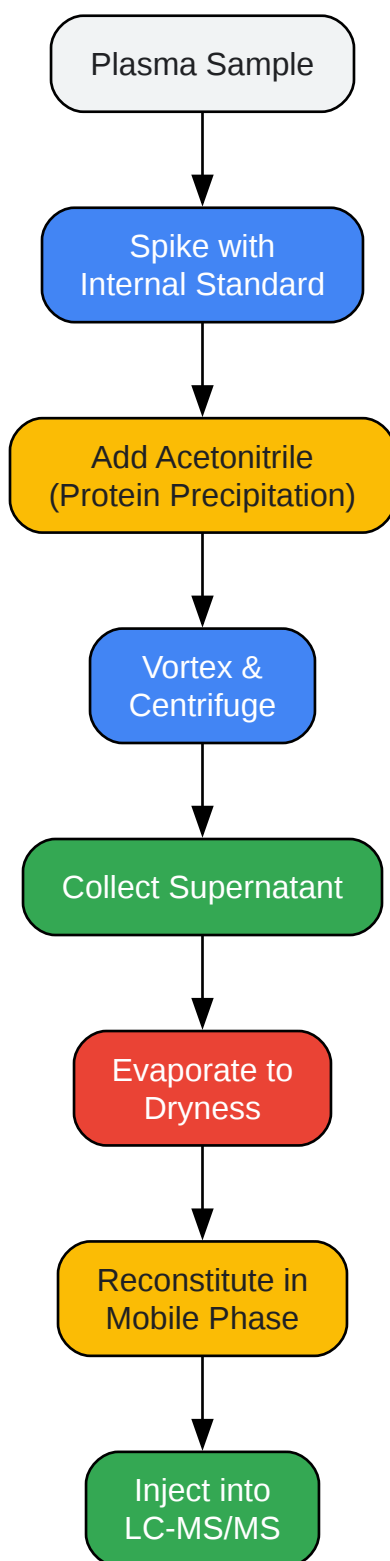 Plasma Sample
Spike with
Internal Standard
Add Acetonitrile
(Protein Precipitation)
Vortex &
Centrifuge
Collect Supernatant
Evaporate to
Dryness
Reconstitute in
Mobile Phase
Inject into
LC-MS/MS